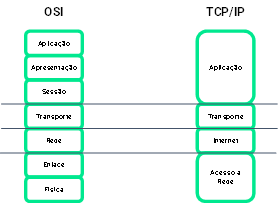 OSI
TCP/IP
Aplicação
Apresentação
Sessão
Transporte
Rede
Enlace
Física
Aplicação
Transporte
Internet
Acesso a
Rede